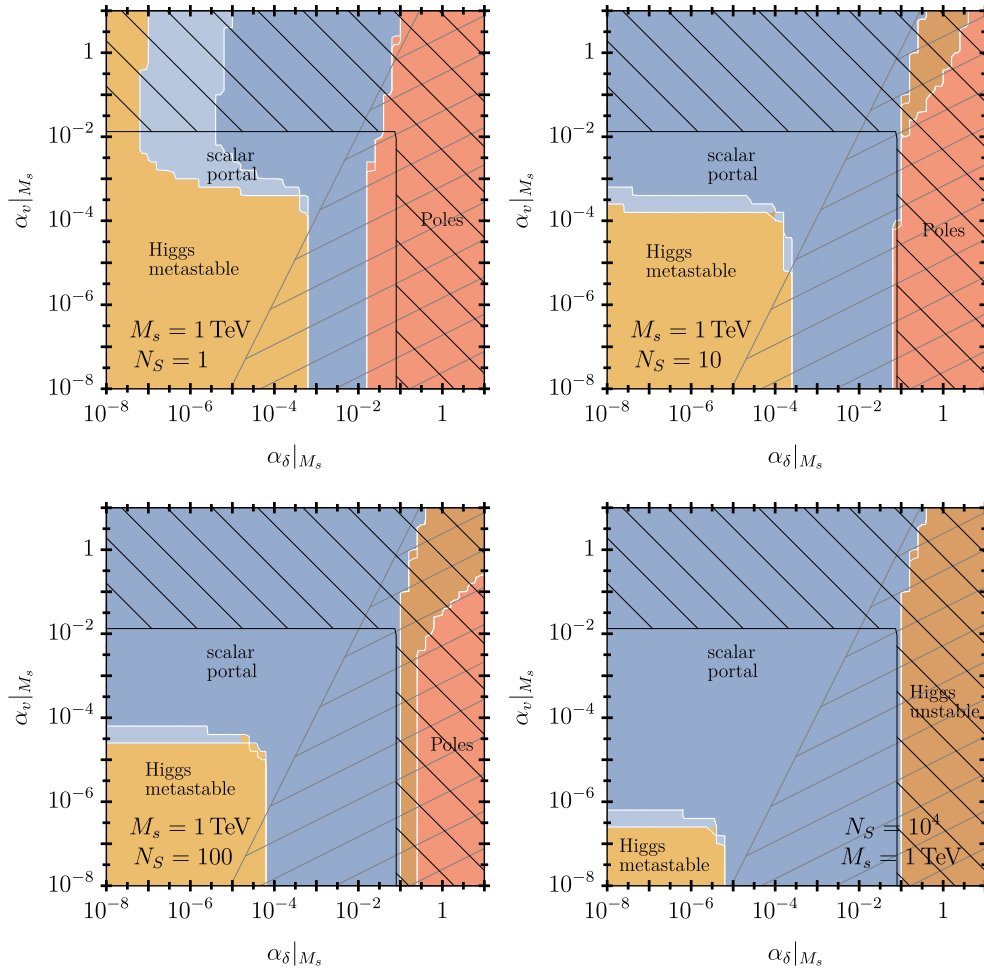 1
10⁻²
10⁻⁴
10⁻⁶
10⁻⁸
α_v|_{M_s}
scalar
portal
Poles
Higgs
metastable
M_s = 1 TeV
N_S = 1
10⁻⁸ 10⁻⁶ 10⁻⁴ 10⁻² 1
α_δ|_{M_s}
1
10⁻²
10⁻⁴
10⁻⁶
10⁻⁸
α_v|_{M_s}
scalar
portal
Poles
Higgs
metastable
M_s = 1 TeV
N_S = 10
10⁻⁸ 10⁻⁶ 10⁻⁴ 10⁻² 1
α_δ|_{M_s}
1
10⁻²
10⁻⁴
10⁻⁶
10⁻⁸
α_v|_{M_s}
scalar
portal
Poles
Higgs
metastable
M_s = 1 TeV
N_S = 100
10⁻⁸ 10⁻⁶ 10⁻⁴ 10⁻² 1
α_δ|_{M_s}
1
10⁻²
10⁻⁴
10⁻⁶
10⁻⁸
α_v|_{M_s}
scalar
portal
Higgs
unstable
Higgs
metastable
N_S = 10⁴
M_s = 1 TeV
10⁻⁸ 10⁻⁶ 10⁻⁴ 10⁻² 1
α_δ|_{M_s}